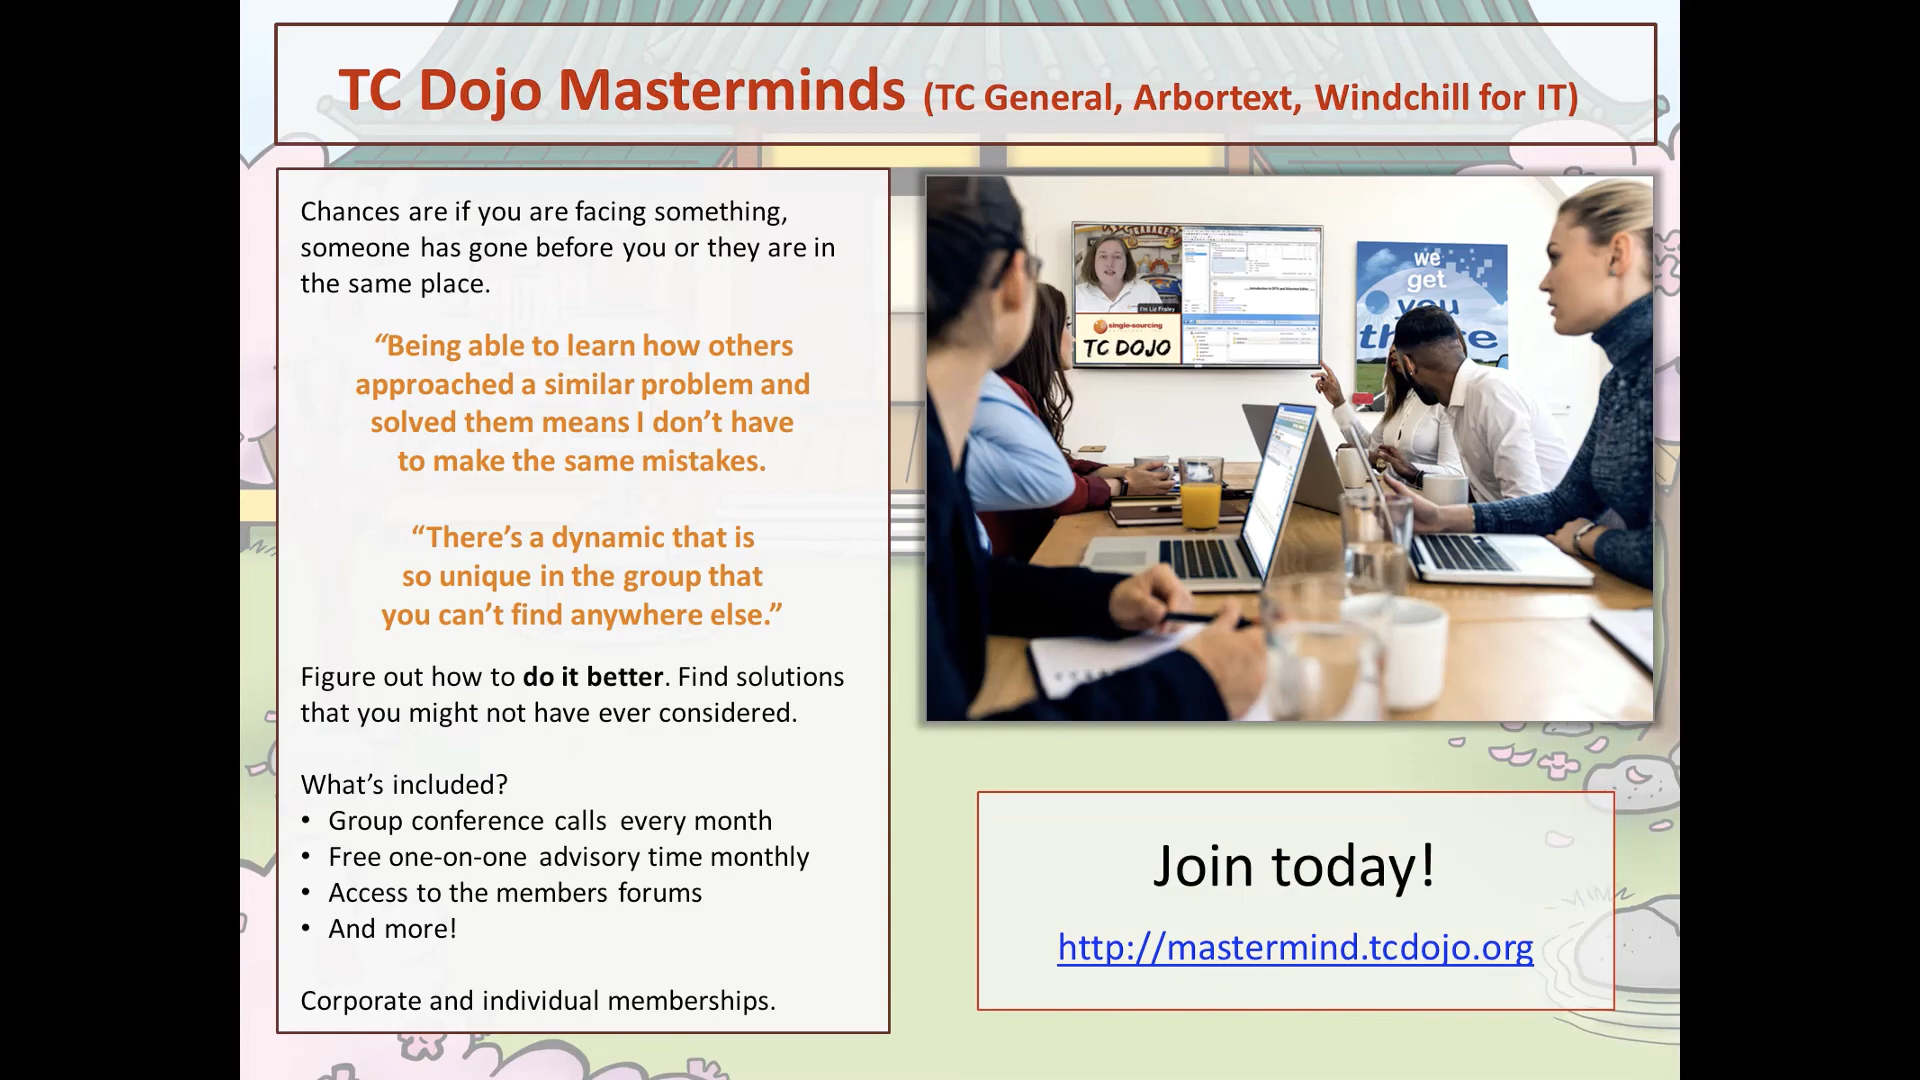 TC Dojo Masterminds (TC General, Arbortext, Windchill for IT)
Chances are if you are facing something,
someone has gone before you or they are in
the same place.
“Being able to learn how others
approached a similar problem and
solved them means I don’t have
to make the same mistakes.
“There’s a dynamic that is
so unique in the group that
you can’t find anywhere else.”
Figure out how to do it better. Find solutions
that you might not have ever considered.
What’s included?
• Group conference calls every month
• Free one-on-one advisory time monthly
• Access to the members forums
• And more!
Corporate and individual memberships.
GARAGE
I'm Liz Fraley
single-sourcing
TC DOJO
we
get
you
there
Join today!
http://mastermind.tcdojo.org